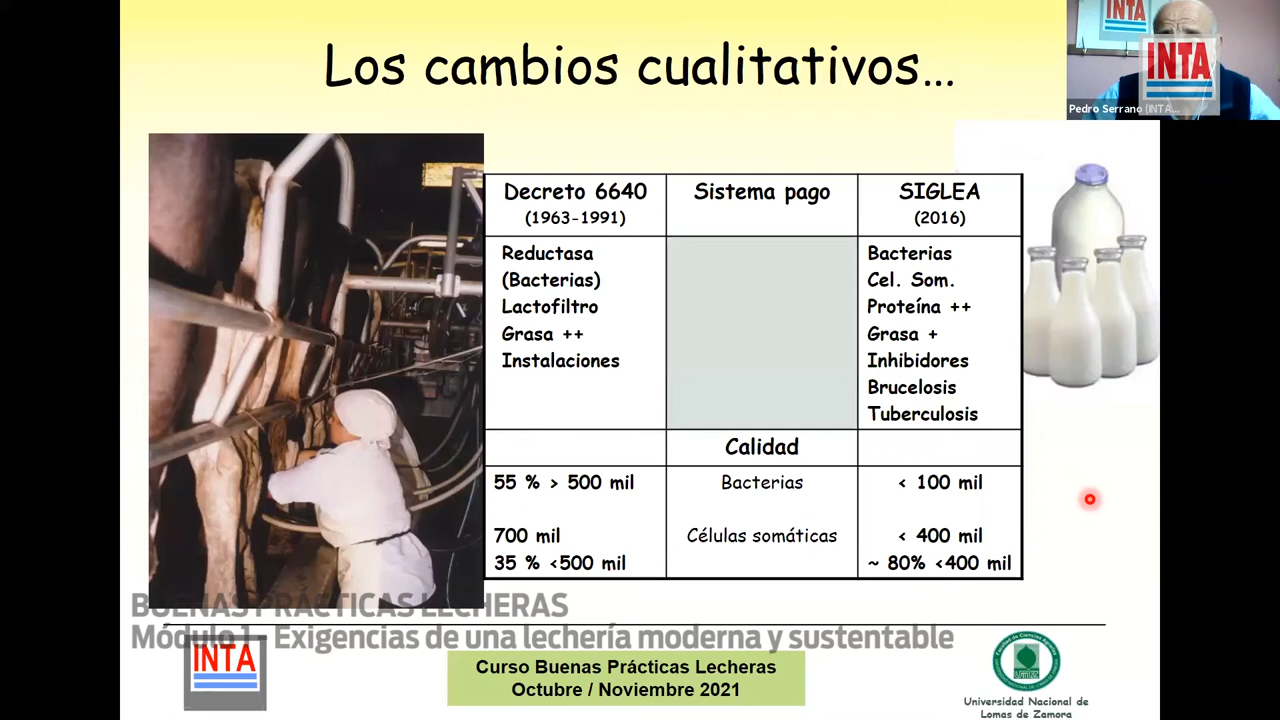 Los cambios cualitativos...
INTA
INTA
Pedro Serrano (INTA...
Decreto 6640
(1963-1991)
Sistema pago
SIGLEA
(2016)
Reductasa
(Bacterias)
Lactofiltro
Grasa ++
Instalaciones
Bacterias
Cel. Som.
Proteína ++
Grasa +
Inhibidores
Brucelosis
Tuberculosis
Calidad
55 % > 500 mil
Bacterias
< 100 mil
700 mil
Células somáticas
< 400 mil
35 % <500 mil
~ 80% <400 mil
BUENAS PRÁCTICAS LECHERAS
Módulo 1. Exigencias de una lechería moderna y sustentable
INTA
Curso Buenas Prácticas Lecheras
Octubre / Noviembre 2021
Universidad Nacional de
Lomas de Zamora